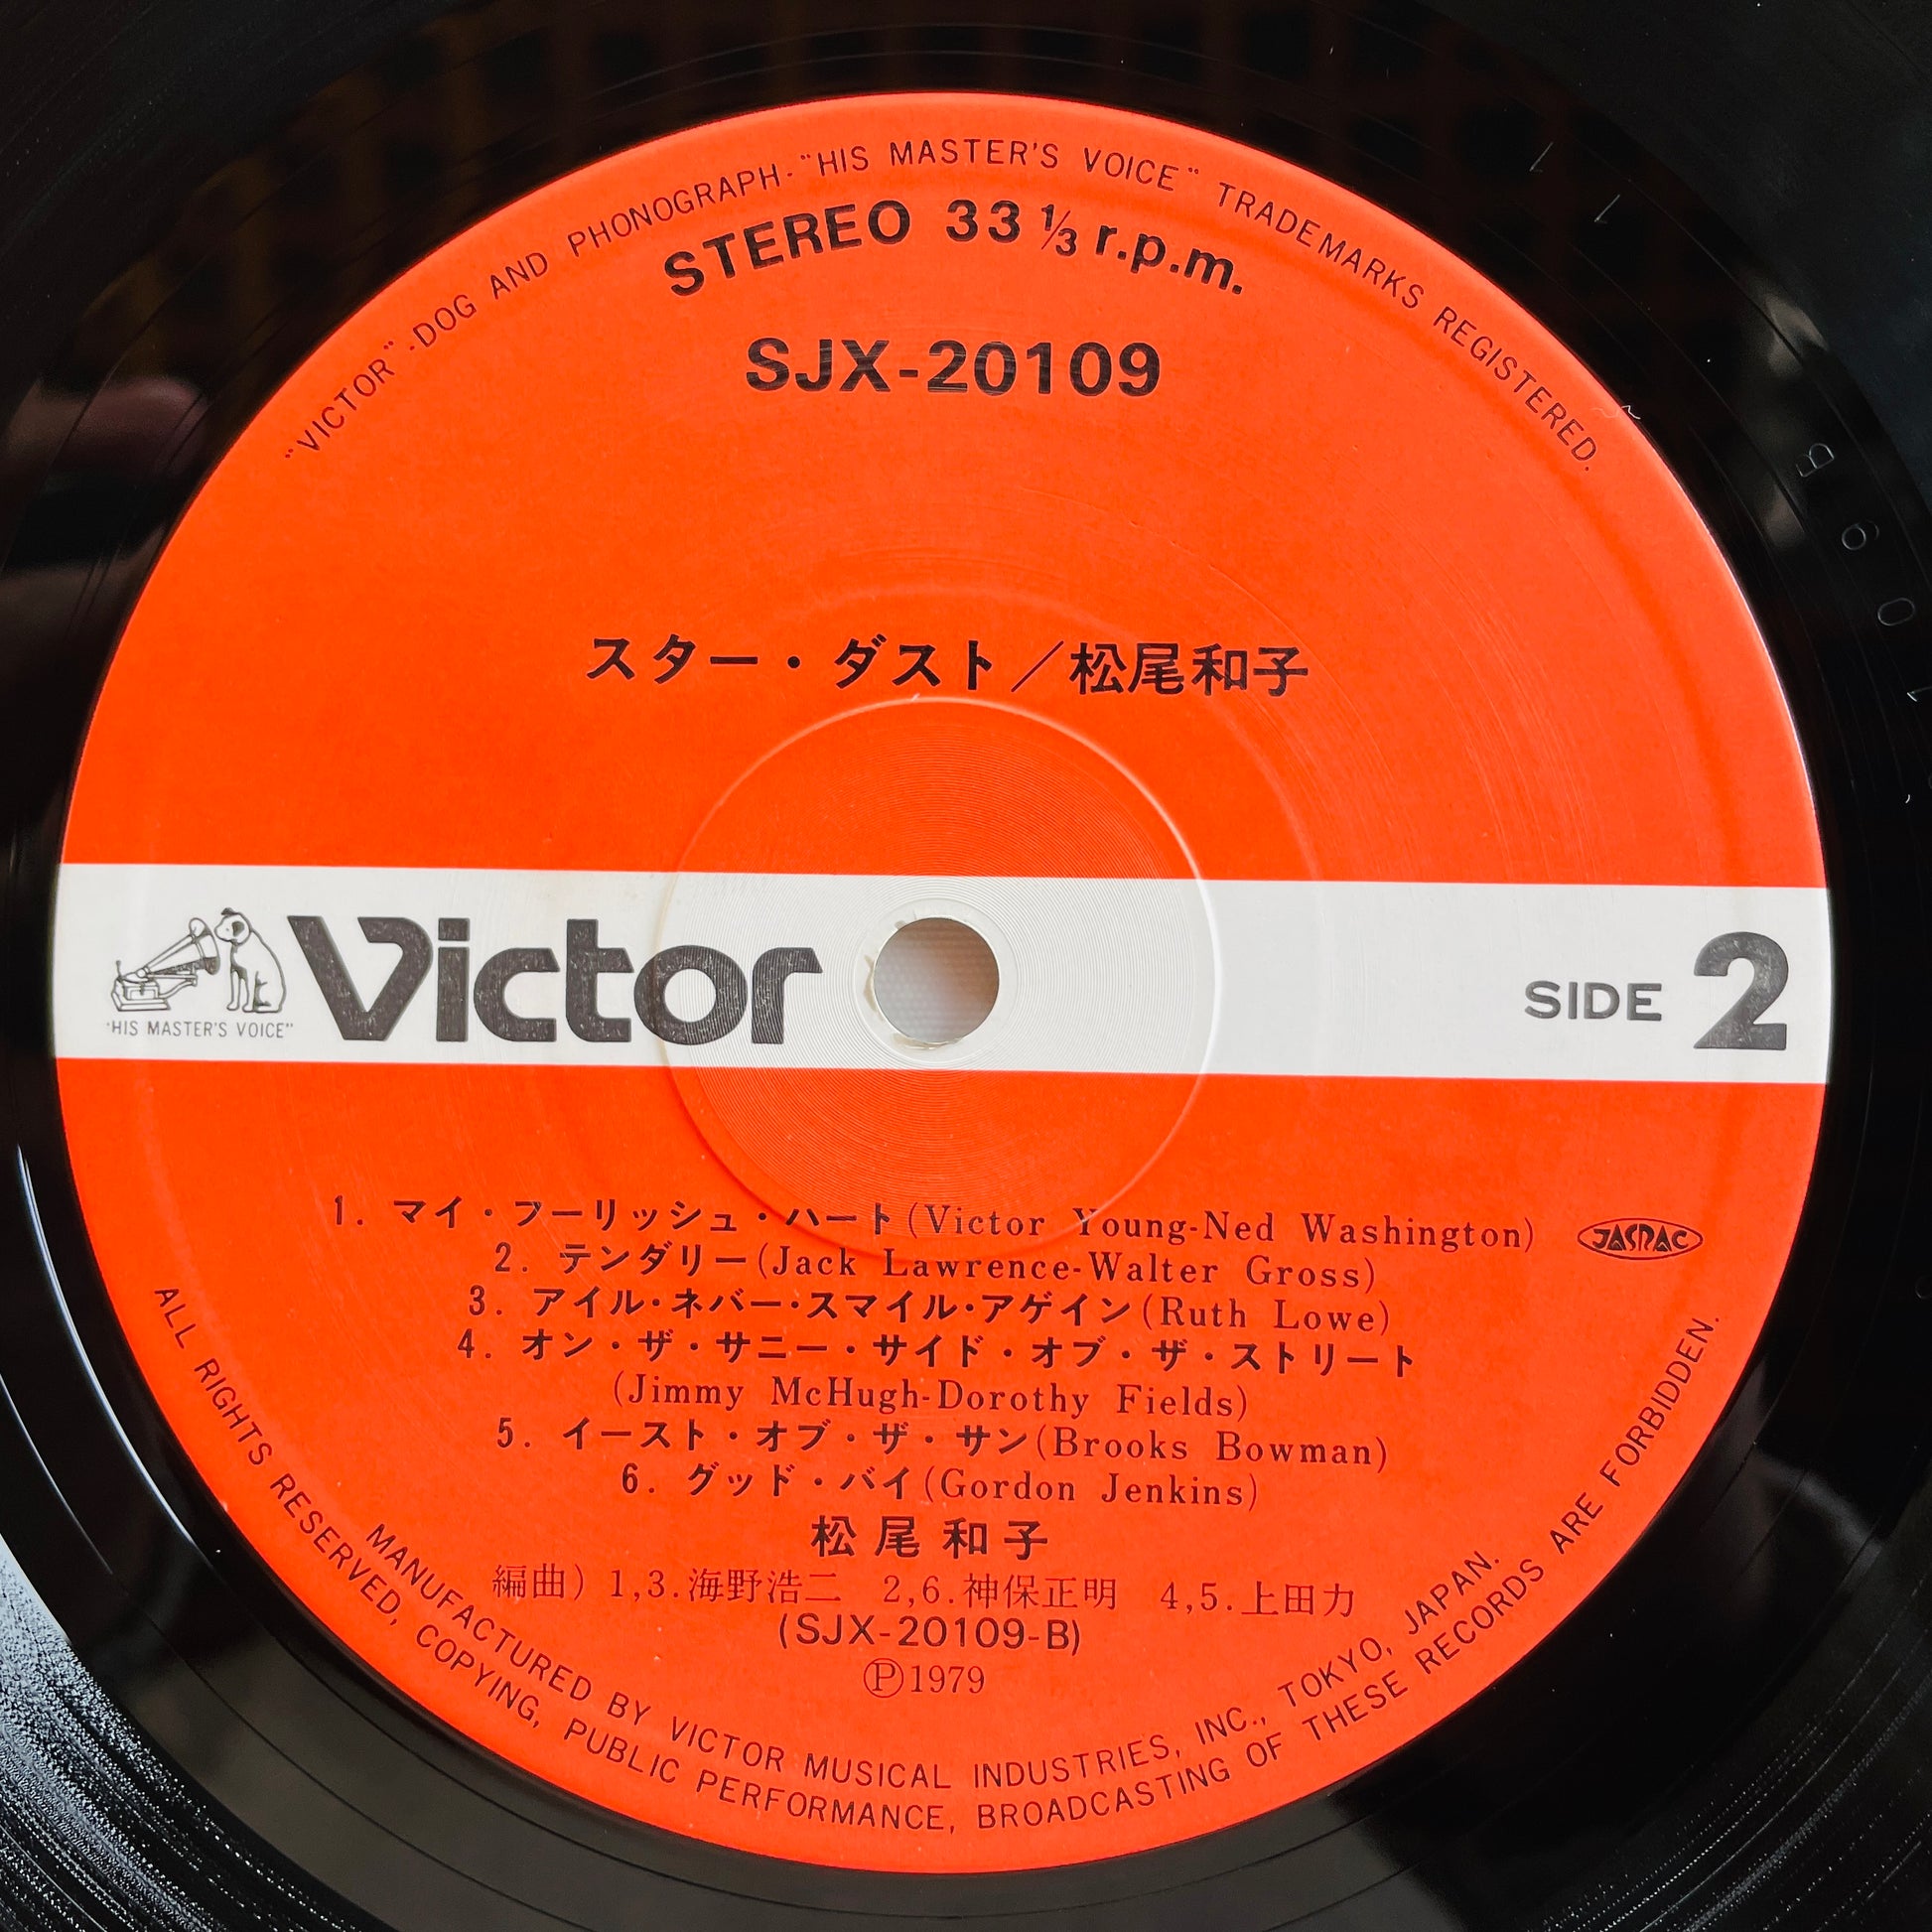 "VICTOR"-DOG AND PHONOGRAPH-"HIS MASTER'S VOICE" TRADEMARKS REGISTERED.
STEREO 33 1/3 r.p.m.
SJX-20109
スター・ダスト／松尾和子
Victor
"HIS MASTER'S VOICE"
SIDE 2
1. マイ・フーリッシュ・ハート(Victor Young-Ned Washington)
JASRAC
2. テンダリー(Jack Lawrence-Walter Gross)
3. アイル・ネバー・スマイル・アゲイン(Ruth Lowe)
4. オン・ザ・サニー・サイド・オブ・ザ・ストリート
(Jimmy McHugh-Dorothy Fields)
5. イースト・オブ・ザ・サン(Brooks Bowman)
6. グッド・バイ(Gordon Jenkins)
松尾和子
編曲) 1,3.海野浩二 2,6.神保正明 4,5.上田力
(SJX-20109-B)
Ⓟ1979
MANUFACTURED BY VICTOR MUSICAL INDUSTRIES, INC., TOKYO, JAPAN.
ALL RIGHTS RESERVED, COPYING, PUBLIC PERFORMANCE, BROADCASTING OF THESE RECORDS ARE FORBIDDEN.